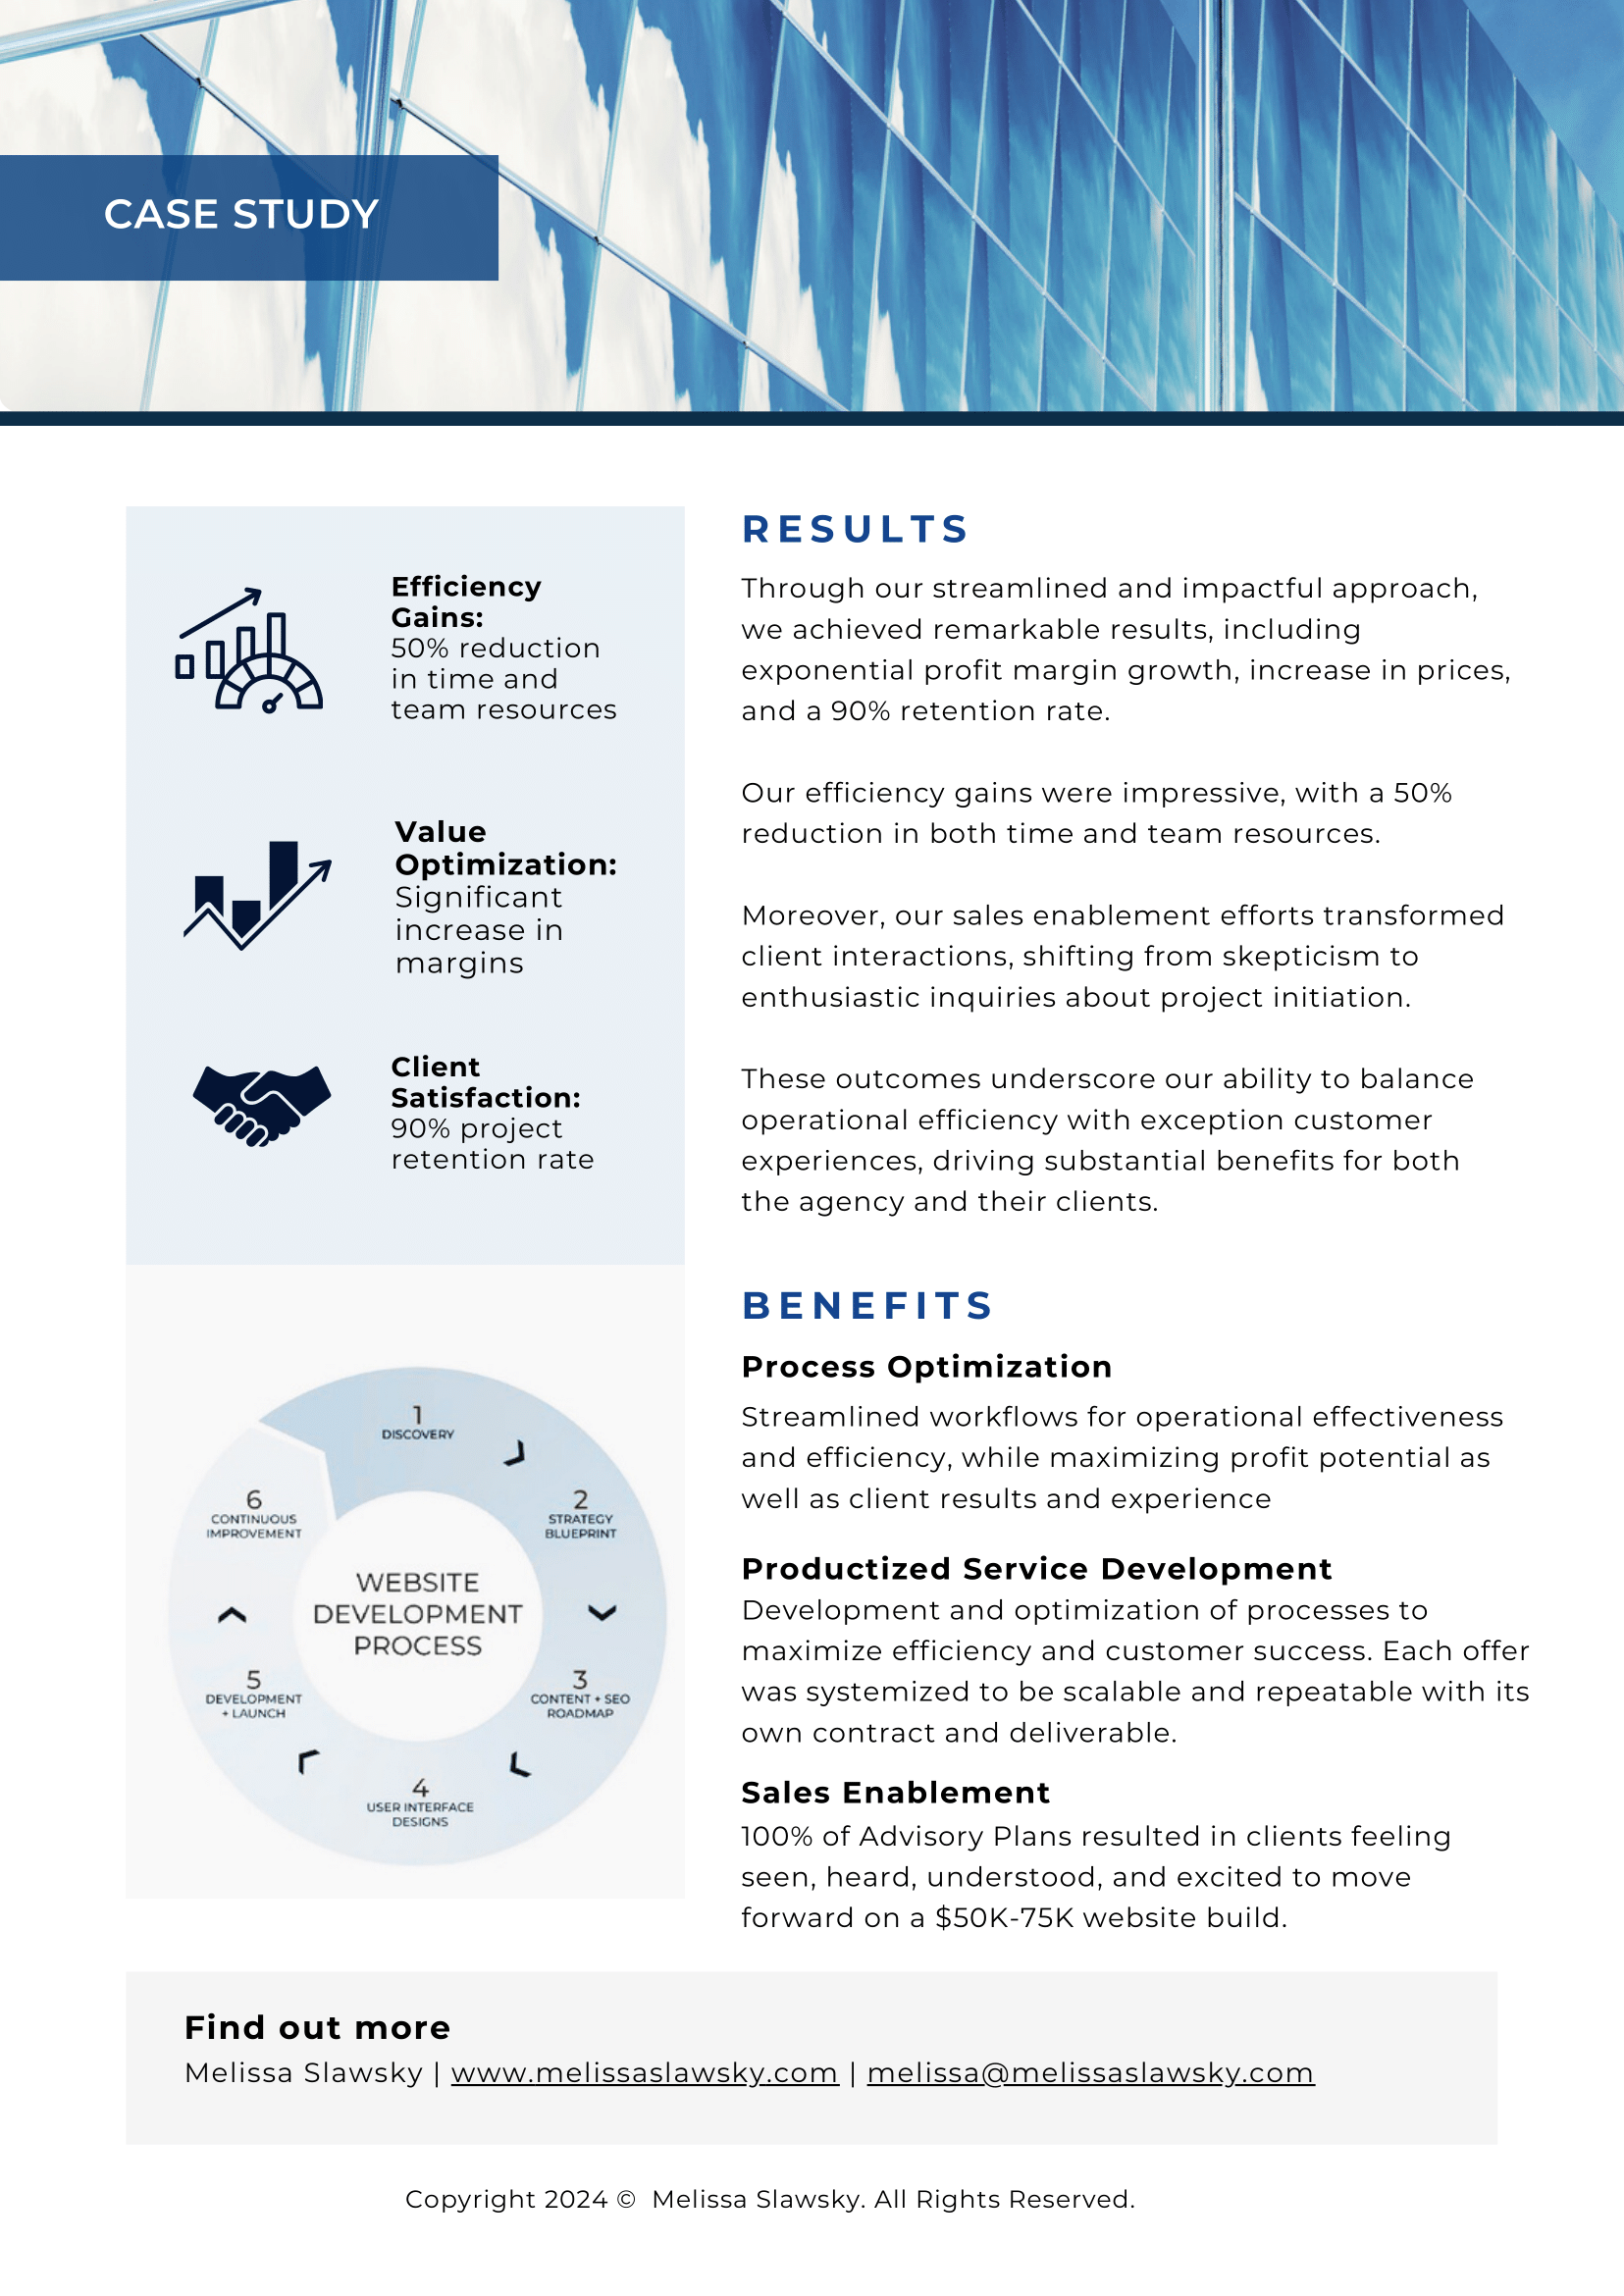 CASE STUDY
Efficiency
Gains:
50% reduction
in time and
team resources
Value
Optimization:
Significant
increase in
margins
Client
Satisfaction:
90% project
retention rate
1
DISCOVERY
2
STRATEGY
BLUEPRINT
3
CONTENT + SEO
ROADMAP
4
USER INTERFACE
DESIGNS
5
DEVELOPMENT
+ LAUNCH
6
CONTINUOUS
IMPROVEMENT
WEBSITE
DEVELOPMENT
PROCESS
RESULTS
Through our streamlined and impactful approach,
we achieved remarkable results, including
exponential profit margin growth, increase in prices,
and a 90% retention rate.
Our efficiency gains were impressive, with a 50%
reduction in both time and team resources.
Moreover, our sales enablement efforts transformed
client interactions, shifting from skepticism to
enthusiastic inquiries about project initiation.
These outcomes underscore our ability to balance
operational efficiency with exception customer
experiences, driving substantial benefits for both
the agency and their clients.
BENEFITS
Process Optimization
Streamlined workflows for operational effectiveness
and efficiency, while maximizing profit potential as
well as client results and experience
Productized Service Development
Development and optimization of processes to
maximize efficiency and customer success. Each offer
was systemized to be scalable and repeatable with its
own contract and deliverable.
Sales Enablement
100% of Advisory Plans resulted in clients feeling
seen, heard, understood, and excited to move
forward on a $50K-75K website build.
Find out more
Melissa Slawsky | www.melissaslawsky.com | melissa@melissaslawsky.com
Copyright 2024 © Melissa Slawsky. All Rights Reserved.